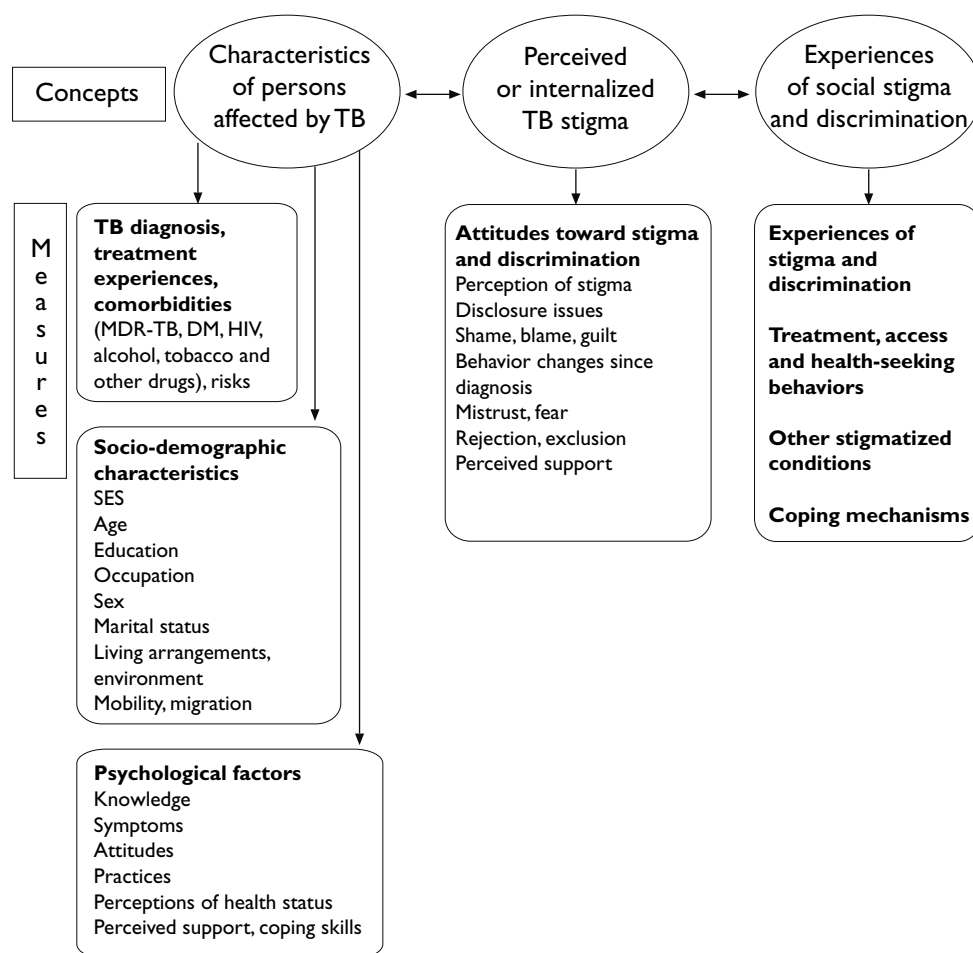 Concepts
Characteristics
of persons
affected by TB
Perceived
or internalized
TB stigma
Experiences
of social stigma
and discrimination
Measures
TB diagnosis,
treatment
experiences,
comorbidities
(MDR-TB, DM, HIV,
alcohol, tobacco and
other drugs), risks
Socio-demographic
characteristics
SES
Age
Education
Occupation
Sex
Marital status
Living arrangements,
environment
Mobility, migration
Psychological factors
Knowledge
Symptoms
Attitudes
Practices
Perceptions of health status
Perceived support, coping skills
Attitudes toward stigma
and discrimination
Perception of stigma
Disclosure issues
Shame, blame, guilt
Behavior changes since
diagnosis
Mistrust, fear
Rejection, exclusion
Perceived support
Experiences of
stigma and
discrimination
Treatment, access
and health-seeking
behaviors
Other stigmatized
conditions
Coping mechanisms